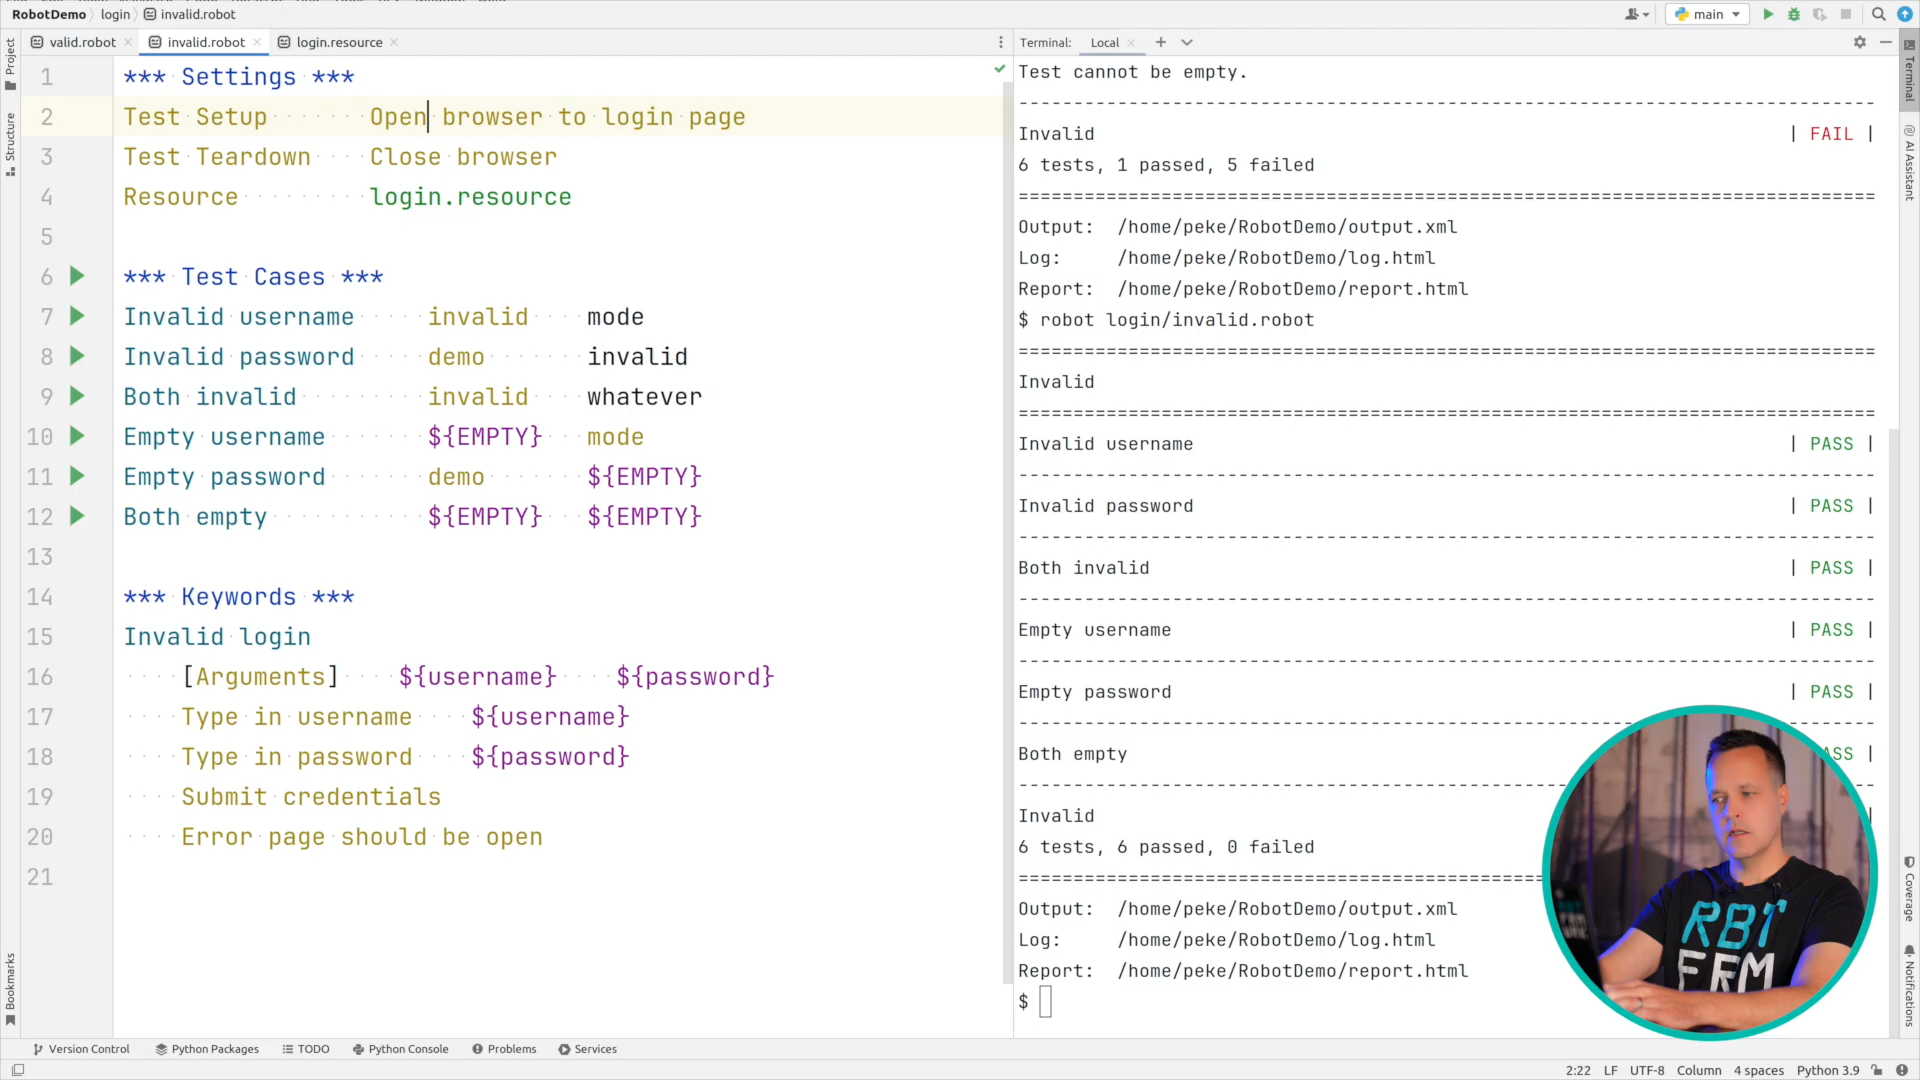 RobotDemo login invalid.robot
main
valid.robot invalid.robot login.resource
Terminal: Local
Project
Structure
Bookmarks
1 *** Settings ***
2 Test Setup Open browser to login page
3 Test Teardown Close browser
4 Resource login.resource
5
6 *** Test Cases ***
7 Invalid username invalid mode
8 Invalid password demo invalid
9 Both invalid invalid whatever
10 Empty username ${EMPTY} mode
11 Empty password demo ${EMPTY}
12 Both empty ${EMPTY} ${EMPTY}
13
14 *** Keywords ***
15 Invalid login
16 [Arguments] ${username} ${password}
17 Type in username ${username}
18 Type in password ${password}
19 Submit credentials
20 Error page should be open
21
Test cannot be empty.
------------------------------------------------------------------------------
Invalid | FAIL |
6 tests, 1 passed, 5 failed
==============================================================================
Output: /home/peke/RobotDemo/output.xml
Log: /home/peke/RobotDemo/log.html
Report: /home/peke/RobotDemo/report.html
$ robot login/invalid.robot
==============================================================================
Invalid
==============================================================================
Invalid username | PASS |
------------------------------------------------------------------------------
Invalid password | PASS |
------------------------------------------------------------------------------
Both invalid | PASS |
------------------------------------------------------------------------------
Empty username | PASS |
------------------------------------------------------------------------------
Empty password | PASS |
------------------------------------------------------------------------------
Both empty ASS |
------------------------------------------------
Invalid |
6 tests, 6 passed, 0 failed
================================================
Output: /home/peke/RobotDemo/output.xml
Log: /home/peke/RobotDemo/log.html
Report: /home/peke/RobotDemo/report.html
$
RBT
FRM
Terminal
AI Assistant
Coverage
Notifications
Version Control Python Packages TODO Python Console Problems Services
2:22 LF UTF-8 Column 4 spaces Python 3.9